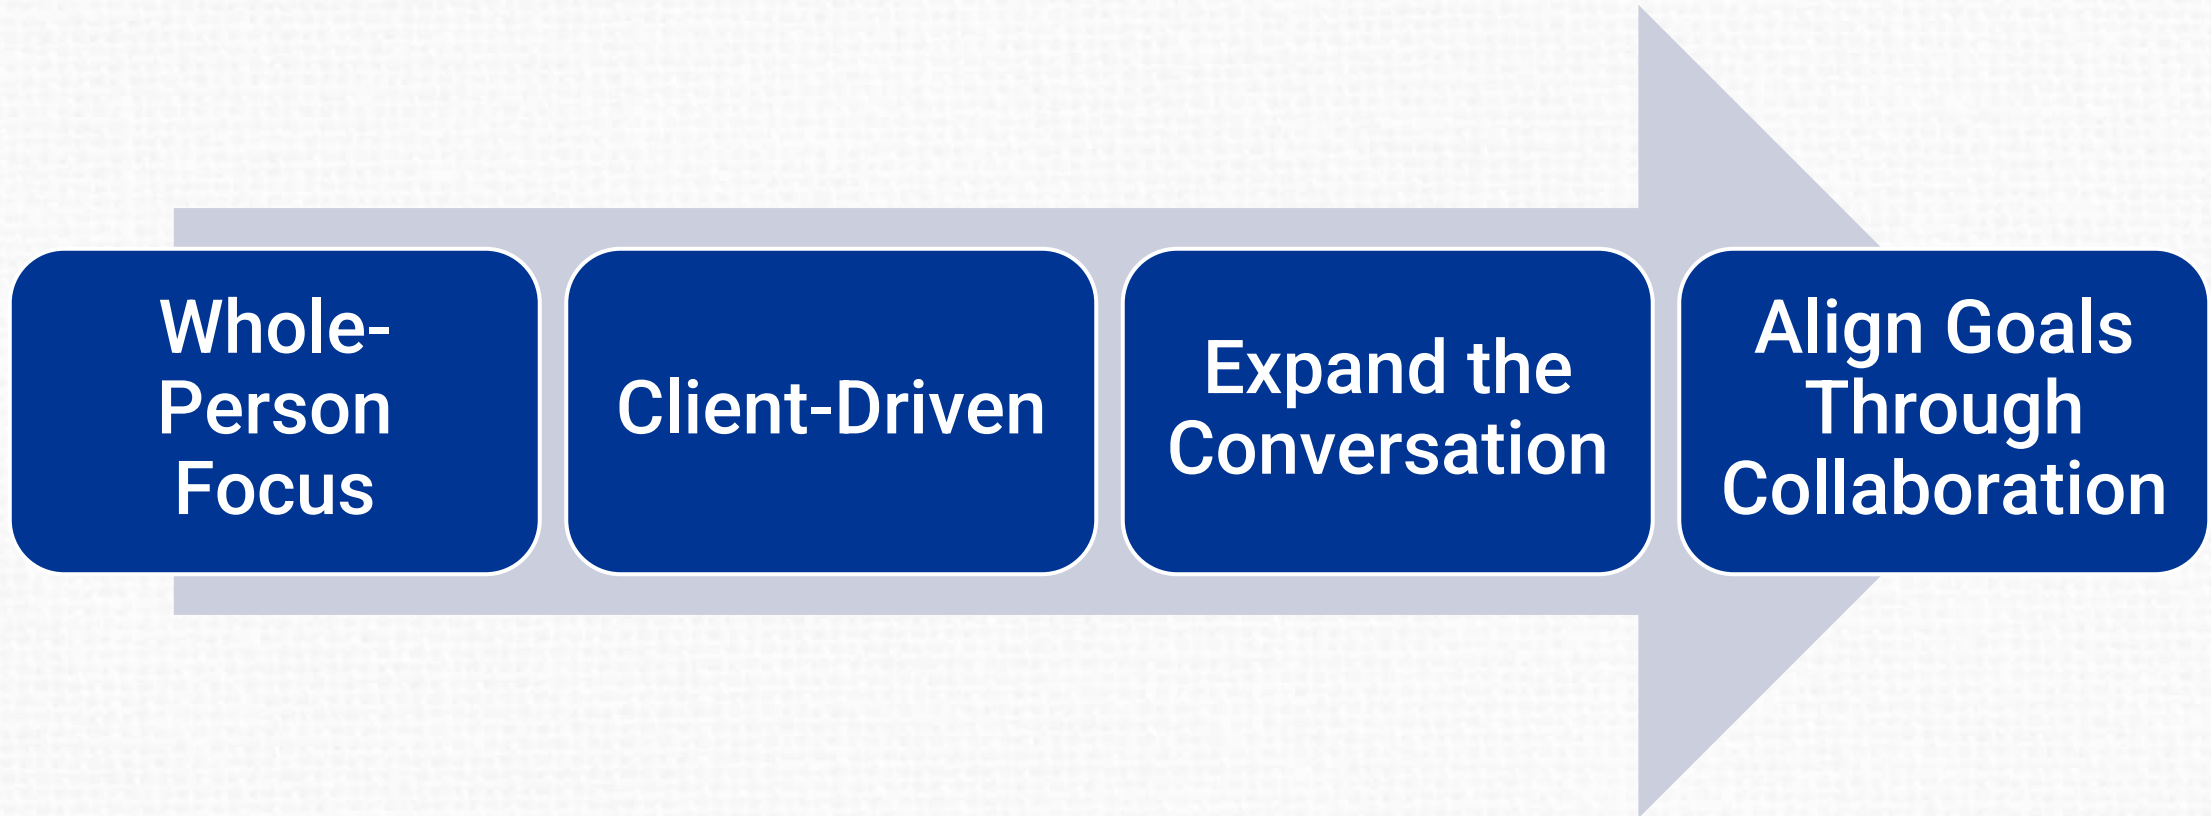 Whole-
Person
Focus
Client-Driven
Expand the
Conversation
Align Goals
Through
Collaboration